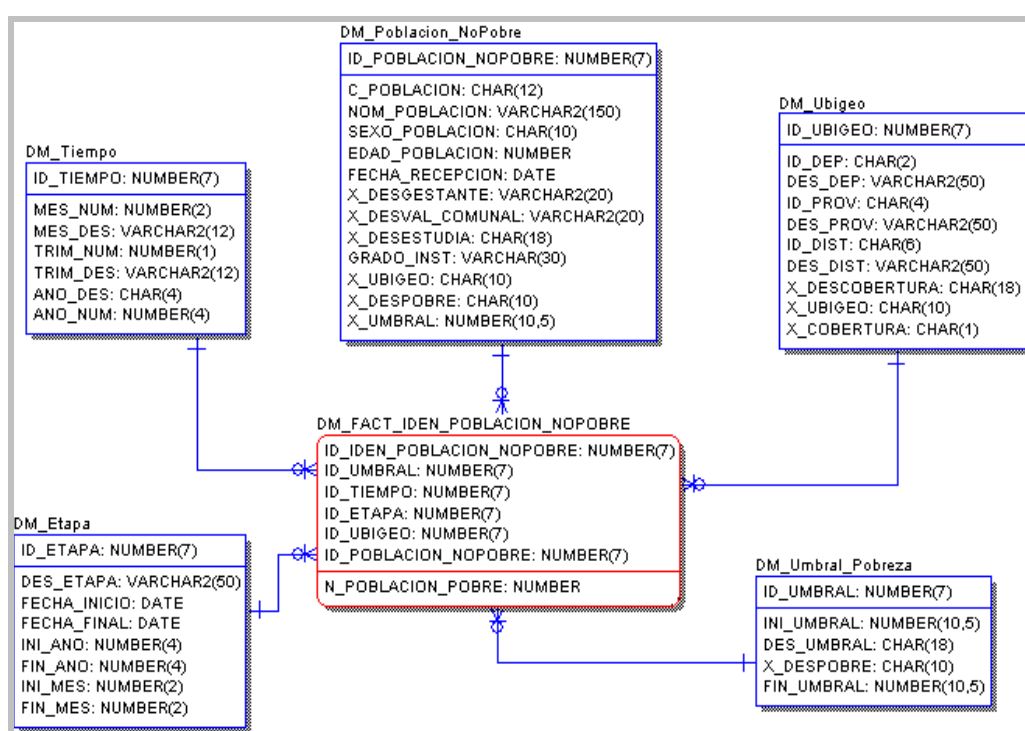 DM_Poblacion_NoPobre
ID_POBLACION_NOPOBRE: NUMBER(7)
C_POBLACION: CHAR(12)
NOM_POBLACION: VARCHAR2(150)
SEXO_POBLACION: CHAR(10)
EDAD_POBLACION: NUMBER
FECHA_RECEPCION: DATE
X_DESGESTANTE: VARCHAR2(20)
X_DESVAL_COMUNAL: VARCHAR2(20)
X_DESESTUDIA: CHAR(18)
GRADO_INST: VARCHAR(30)
X_UBIGEO: CHAR(10)
X_DESPOBRE: CHAR(10)
X_UMBRAL: NUMBER(10,5)
DM_Ubigeo
ID_UBIGEO: NUMBER(7)
ID_DEP: CHAR(2)
DES_DEP: VARCHAR2(50)
ID_PROV: CHAR(4)
DES_PROV: VARCHAR2(50)
ID_DIST: CHAR(6)
DES_DIST: VARCHAR2(50)
X_DESCOBERTURA: CHAR(18)
X_UBIGEO: CHAR(10)
X_COBERTURA: CHAR(1)
DM_Tiempo
ID_TIEMPO: NUMBER(7)
MES_NUM: NUMBER(2)
MES_DES: VARCHAR2(12)
TRIM_NUM: NUMBER(1)
TRIM_DES: VARCHAR2(12)
ANO_DES: CHAR(4)
ANO_NUM: NUMBER(4)
DM_FACT_IDEN_POBLACION_NOPOBRE
ID_IDEN_POBLACION_NOPOBRE: NUMBER(7)
ID_UMBRAL: NUMBER(7)
ID_TIEMPO: NUMBER(7)
ID_ETAPA: NUMBER(7)
ID_UBIGEO: NUMBER(7)
ID_POBLACION_NOPOBRE: NUMBER(7)
N_POBLACION_POBRE: NUMBER
DM_Etapa
ID_ETAPA: NUMBER(7)
DES_ETAPA: VARCHAR2(50)
FECHA_INICIO: DATE
FECHA_FINAL: DATE
INI_ANO: NUMBER(4)
FIN_ANO: NUMBER(4)
INI_MES: NUMBER(2)
FIN_MES: NUMBER(2)
DM_Umbral_Pobreza
ID_UMBRAL: NUMBER(7)
INI_UMBRAL: NUMBER(10,5)
DES_UMBRAL: CHAR(18)
X_DESPOBRE: CHAR(10)
FIN_UMBRAL: NUMBER(10,5)